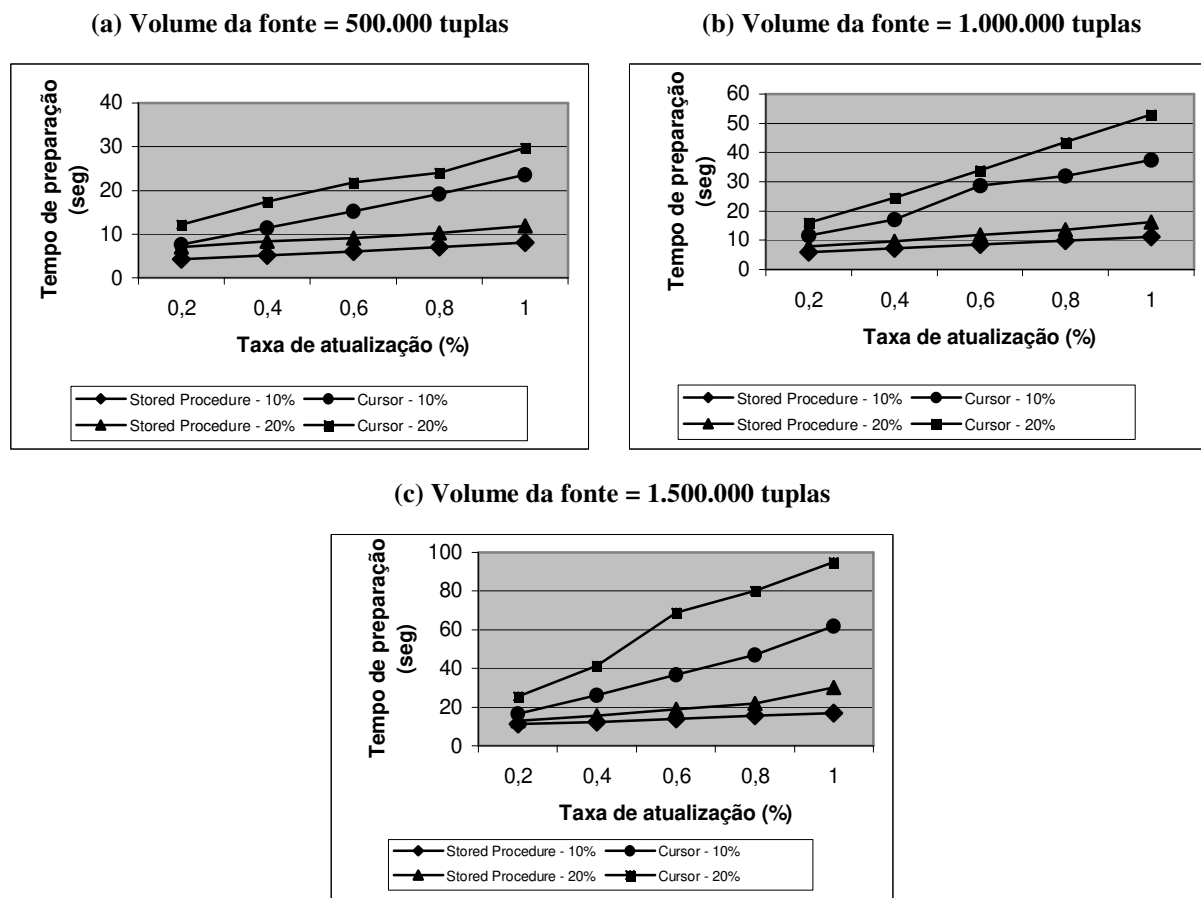 (a) Volume da fonte = 500.000 tuplas
Tempo de preparação
(seg)
40
30
20
10
0
0,2 0,4 0,6 0,8 1
Taxa de atualização (%)
Stored Procedure - 10% Cursor - 10%
Stored Procedure - 20% Cursor - 20%
(b) Volume da fonte = 1.000.000 tuplas
Tempo de preparação
(seg)
60
50
40
30
20
10
0
0,2 0,4 0,6 0,8 1
Taxa de atualização (%)
Stored Procedure - 10% Cursor - 10%
Stored Procedure - 20% Cursor - 20%
(c) Volume da fonte = 1.500.000 tuplas
Tempo de preparação
(seg)
100
80
60
40
20
0
0,2 0,4 0,6 0,8 1
Taxa de atualização (%)
Stored Procedure - 10% Cursor - 10%
Stored Procedure - 20% Cursor - 20%